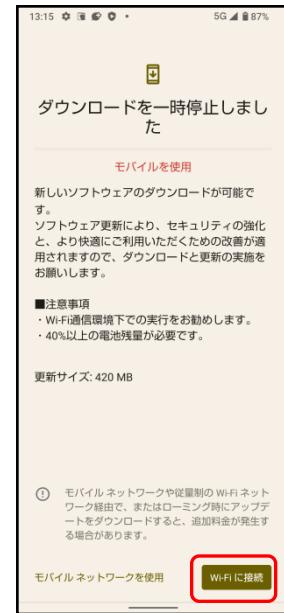 13:15 5G 87%
ダウンロードを一時停止しまし
た
モバイルを使用
新しいソフトウェアのダウンロードが可能で
す。
ソフトウェア更新により、セキュリティの強化
と、より快適にご利用いただくための改善が適
用されますので、ダウンロードと更新の実施を
お願いします。
■注意事項
・Wi-Fi通信環境下での実行をお勧めします。
・40%以上の電池残量が必要です。
更新サイズ: 420 MB
モバイル ネットワークや従量制の Wi-Fi ネット
ワーク経由で、またはローミング時にアップデ
ートをダウンロードすると、追加料金が発生す
る場合があります。
モバイル ネットワークを使用 Wi-Fi に接続